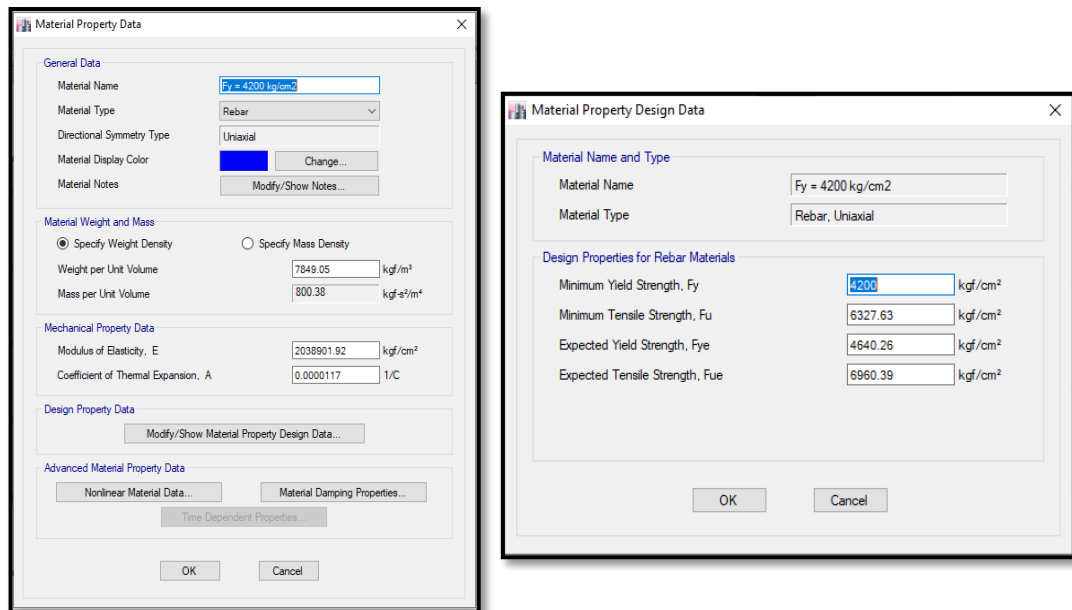 Material Property Data
General Data
Material Name Fy = 4200 kg/cm2
Material Type Rebar
Directional Symmetry Type Uniaxial
Material Display Color Change...
Material Notes Modify/Show Notes...
Material Weight and Mass
Specify Weight Density Specify Mass Density
Weight per Unit Volume 7849.05 kgf/m³
Mass per Unit Volume 800.38 kgf-s²/m⁴
Mechanical Property Data
Modulus of Elasticity, E 2038901.92 kgf/cm²
Coefficient of Thermal Expansion, A 0.0000117 1/C
Design Property Data
Modify/Show Material Property Design Data...
Advanced Material Property Data
Nonlinear Material Data... Material Damping Properties...
Time Dependent Properties...
OK Cancel
Material Property Design Data
Material Name and Type
Material Name Fy = 4200 kg/cm2
Material Type Rebar, Uniaxial
Design Properties for Rebar Materials
Minimum Yield Strength, Fy 4200 kgf/cm²
Minimum Tensile Strength, Fu 6327.63 kgf/cm²
Expected Yield Strength, Fye 4640.26 kgf/cm²
Expected Tensile Strength, Fue 6960.39 kgf/cm²
OK Cancel